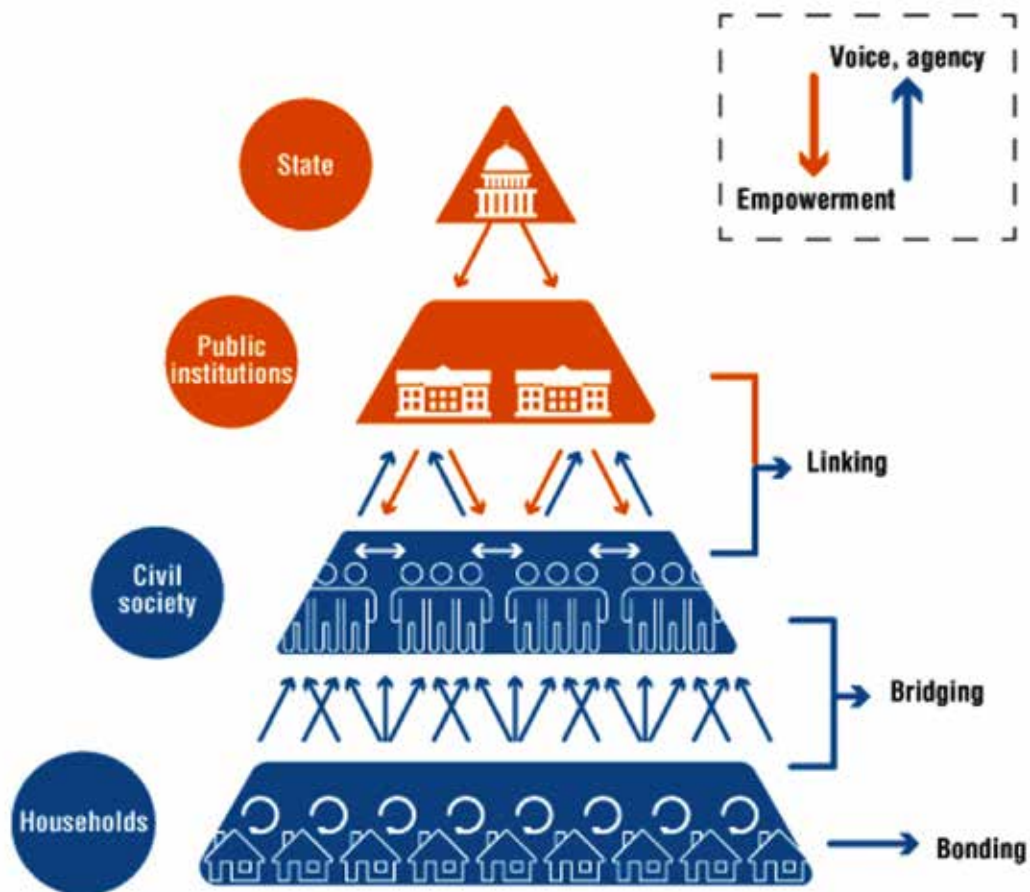 Voice, agency
Empowerment
State
Public
institutions
Linking
Civil
society
Bridging
Households
Bonding